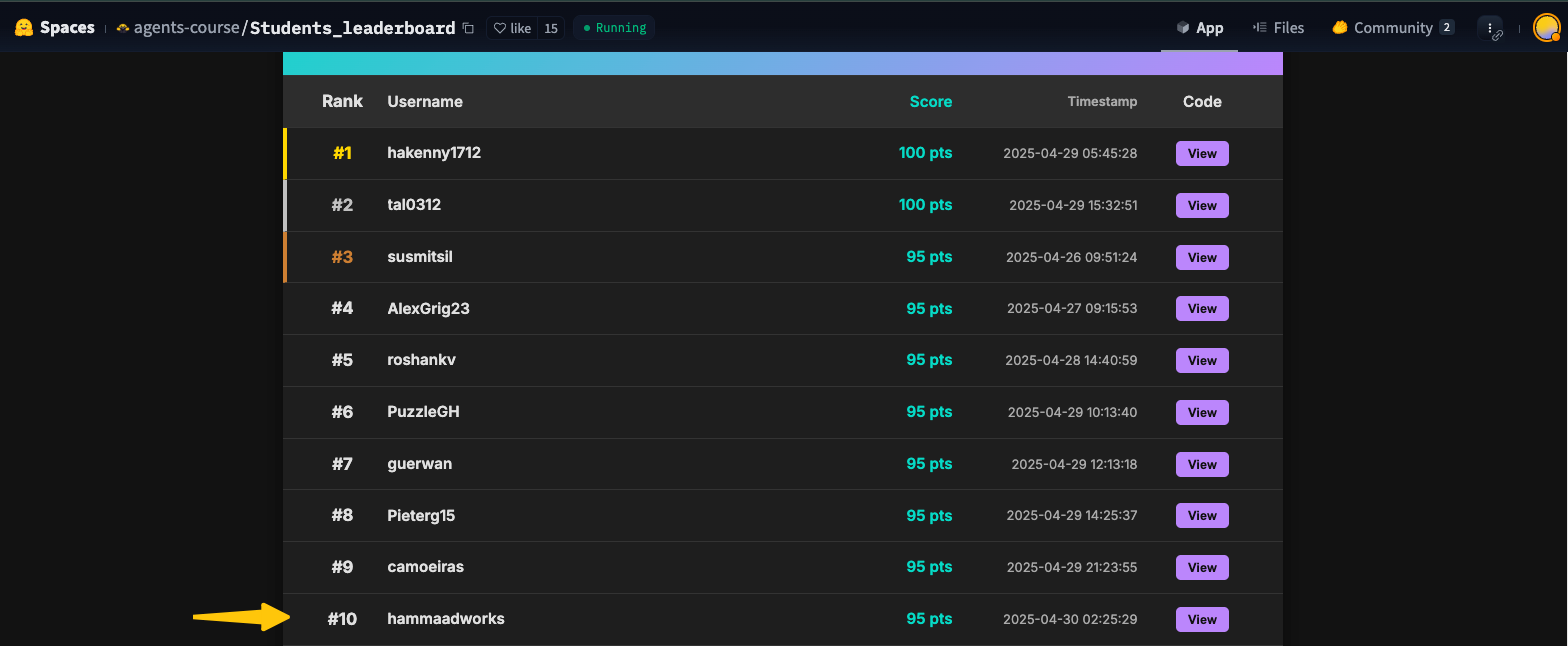 Spaces agents-course/Students_leaderboard like 15 Running App Files Community 2
Rank Username Score Timestamp Code
#1 hakenny1712 100 pts 2025-04-29 05:45:28 View
#2 tal0312 100 pts 2025-04-29 15:32:51 View
#3 susmitsil 95 pts 2025-04-26 09:51:24 View
#4 AlexGrig23 95 pts 2025-04-27 09:15:53 View
#5 roshankv 95 pts 2025-04-28 14:40:59 View
#6 PuzzleGH 95 pts 2025-04-29 10:13:40 View
#7 guerwan 95 pts 2025-04-29 12:13:18 View
#8 Pieterg15 95 pts 2025-04-29 14:25:37 View
#9 camoeiras 95 pts 2025-04-29 21:23:55 View
#10 hammaadworks 95 pts 2025-04-30 02:25:29 View